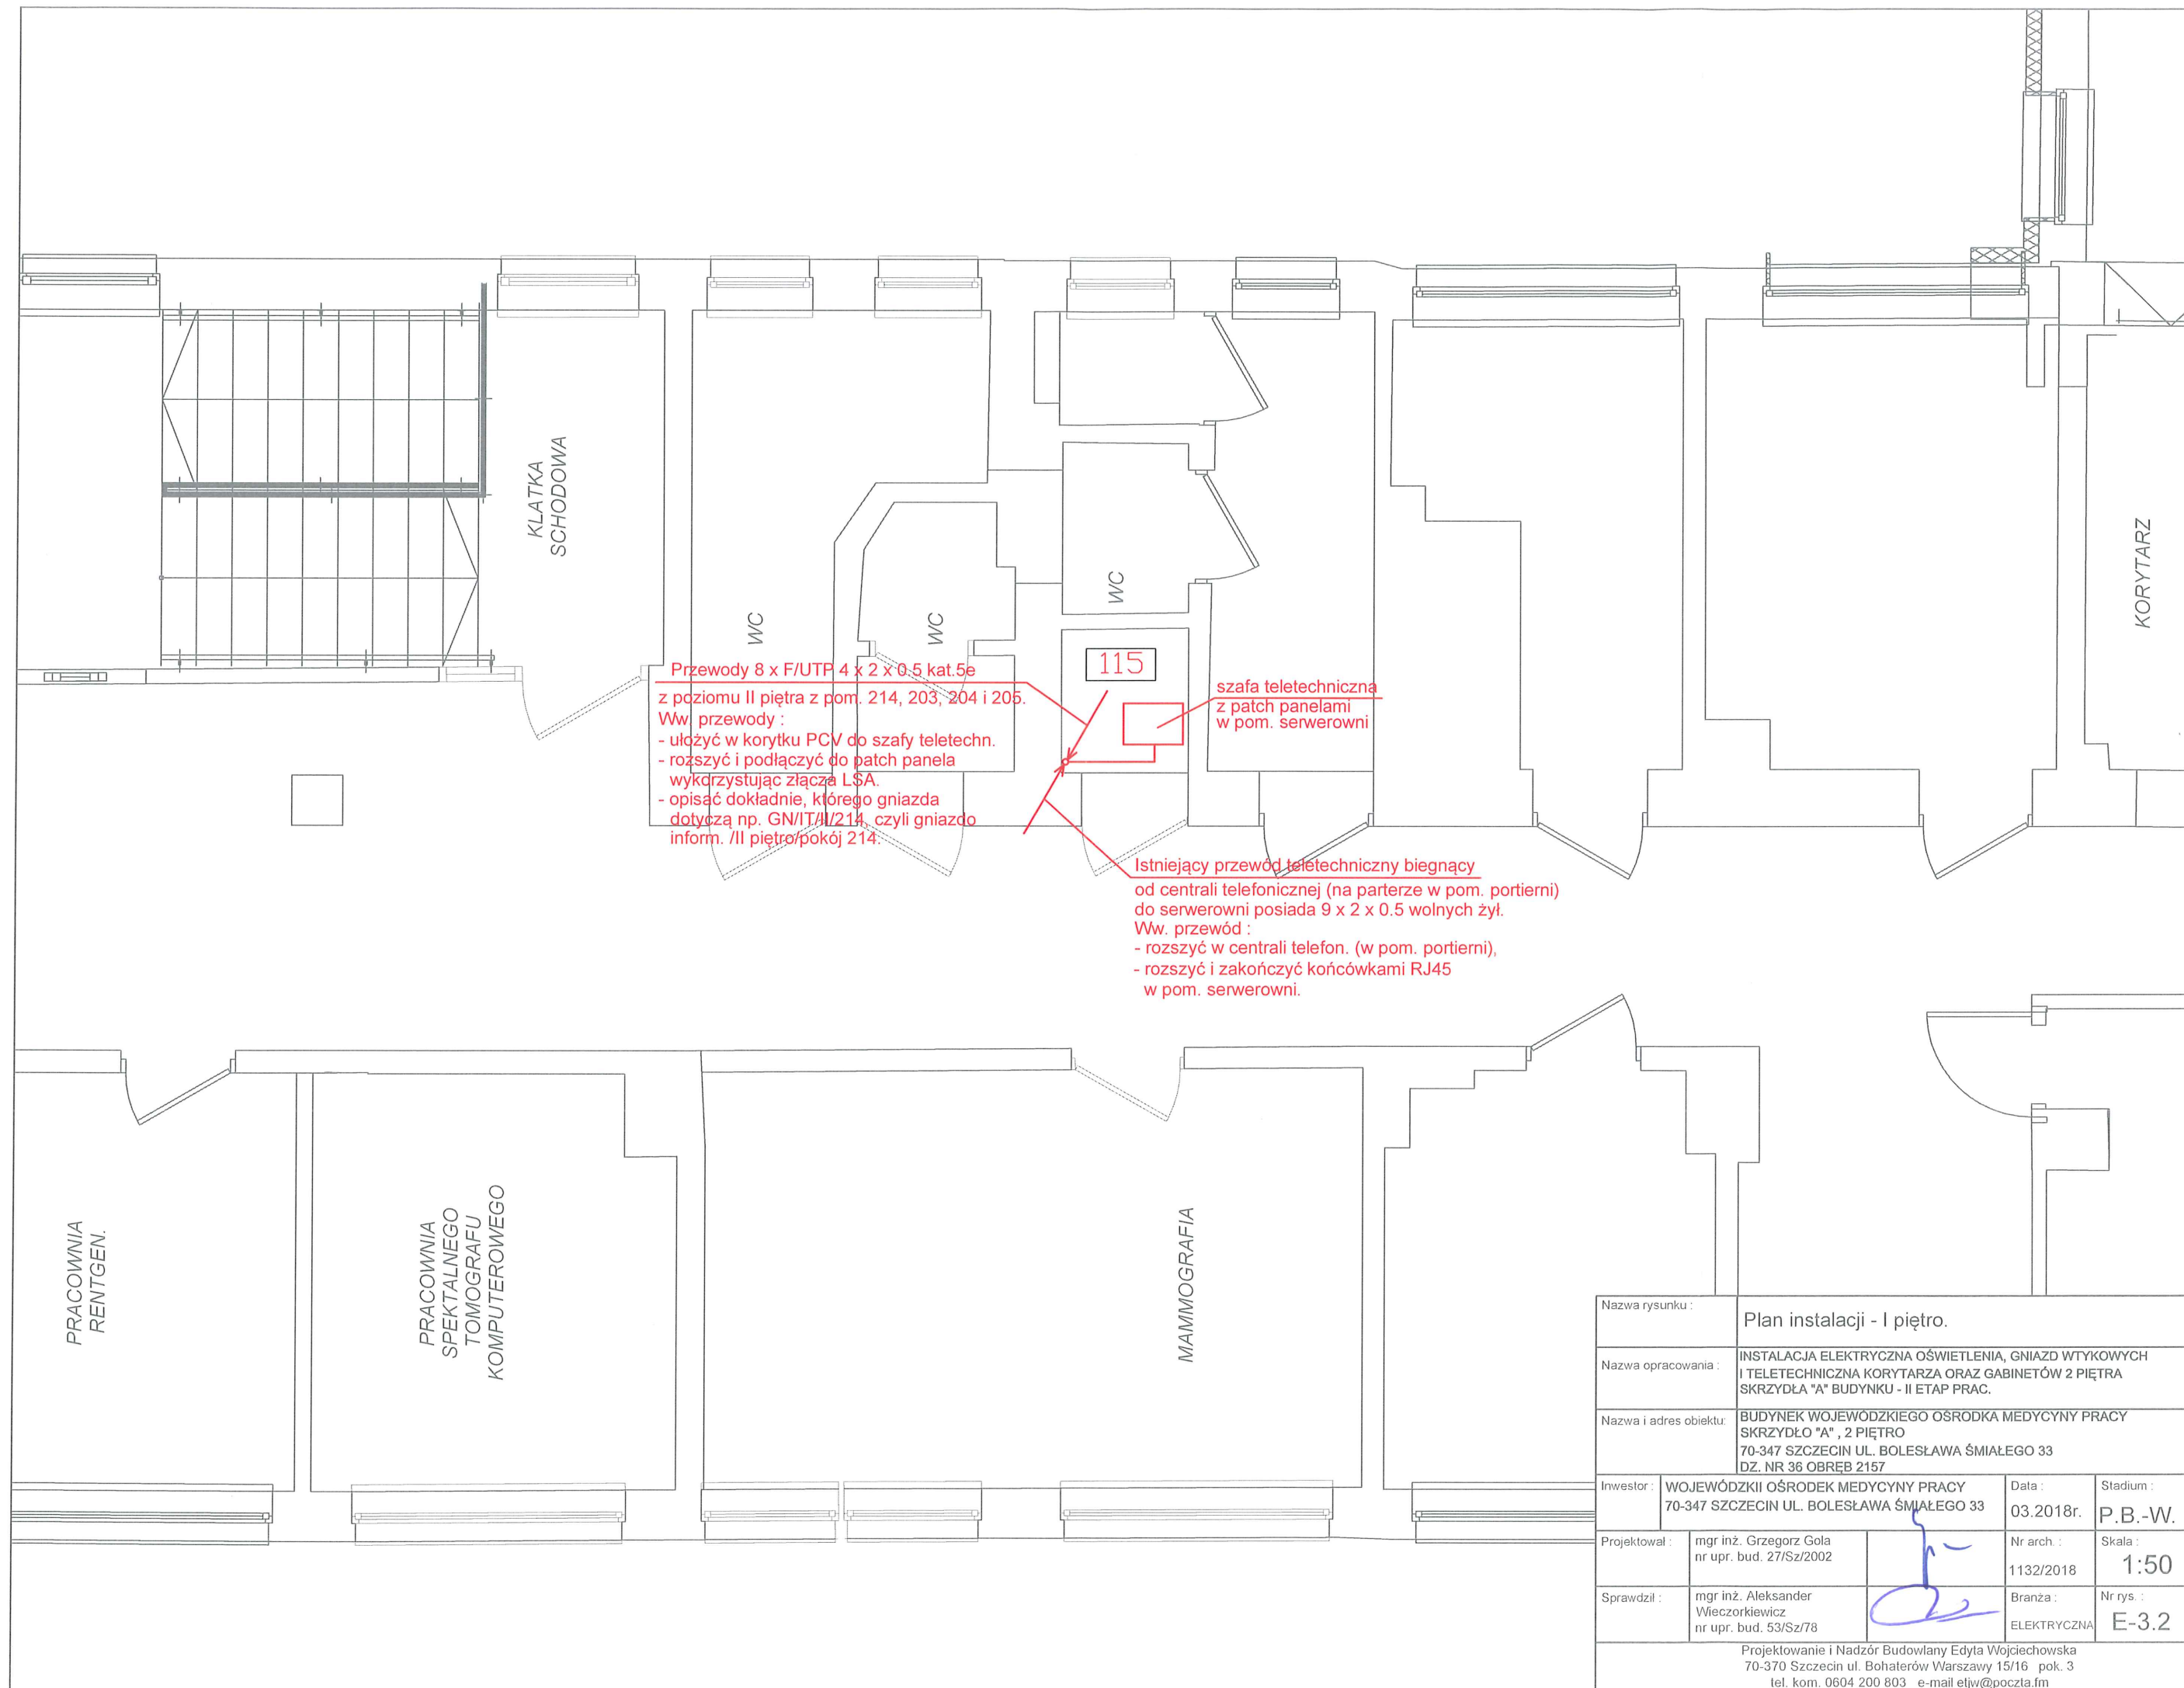 KLATKA
SCHODOWA
WC
WC
WC
KORYTARZ
115
Przewody 8 x F/UTP 4 x 2 x 0.5 kat.5e
z poziomu II piętra z pom. 214, 203, 204 i 205.
Ww. przewody :
- ułożyć w korytku PCV do szafy teletechn.
- rozszyć i podłączyć do patch panela
wykorzystując złącza LSA.
- opisać dokładnie, którego gniazda
dotyczą np. GN/IT/II/214, czyli gniazdo
inform. /II piętro/pokój 214.
szafa teletechniczna
z patch panelami
w pom. serwerowni
Istniejący przewód teletechniczny biegnący
od centrali telefonicznej (na parterze w pom. portierni)
do serwerowni posiada 9 x 2 x 0.5 wolnych żył.
Ww. przewód :
- rozszyć w centrali telefon. (w pom. portierni),
- rozszyć i zakończyć końcówkami RJ45
w pom. serwerowni.
PRACOWNIA
RENTGEN.
PRACOWNIA
SPEKTALNEGO
TOMOGRAFU
KOMPUTEROWEGO
MAMMOGRAFIA
Nazwa rysunku :
Plan instalacji - I piętro.
Nazwa opracowania :
INSTALACJA ELEKTRYCZNA OŚWIETLENIA, GNIAZD WTYKOWYCH
I TELETECHNICZNA KORYTARZA ORAZ GABINETÓW 2 PIĘTRA
SKRZYDŁA "A" BUDYNKU - II ETAP PRAC.
Nazwa i adres obiektu:
BUDYNEK WOJEWÓDZKIEGO OŚRODKA MEDYCYNY PRACY
SKRZYDŁO "A" , 2 PIĘTRO
70-347 SZCZECIN UL. BOLESŁAWA ŚMIAŁEGO 33
DZ. NR 36 OBRĘB 2157
Inwestor :
WOJEWÓDZKII OŚRODEK MEDYCYNY PRACY
70-347 SZCZECIN UL. BOLESŁAWA ŚMIAŁEGO 33
Data :
03.2018r.
Stadium :
P.B.-W.
Projektował :
mgr inż. Grzegorz Gola
nr upr. bud. 27/Sz/2002
Nr arch. :
1132/2018
Skala :
1:50
Sprawdził :
mgr inż. Aleksander
Wieczorkiewicz
nr upr. bud. 53/Sz/78
Branża :
ELEKTRYCZNA
Nr rys. :
E-3.2
Projektowanie i Nadzór Budowlany Edyta Wojciechowska
70-370 Szczecin ul. Bohaterów Warszawy 15/16 pok. 3
tel. kom. 0604 200 803 e-mail etjw@poczta.fm